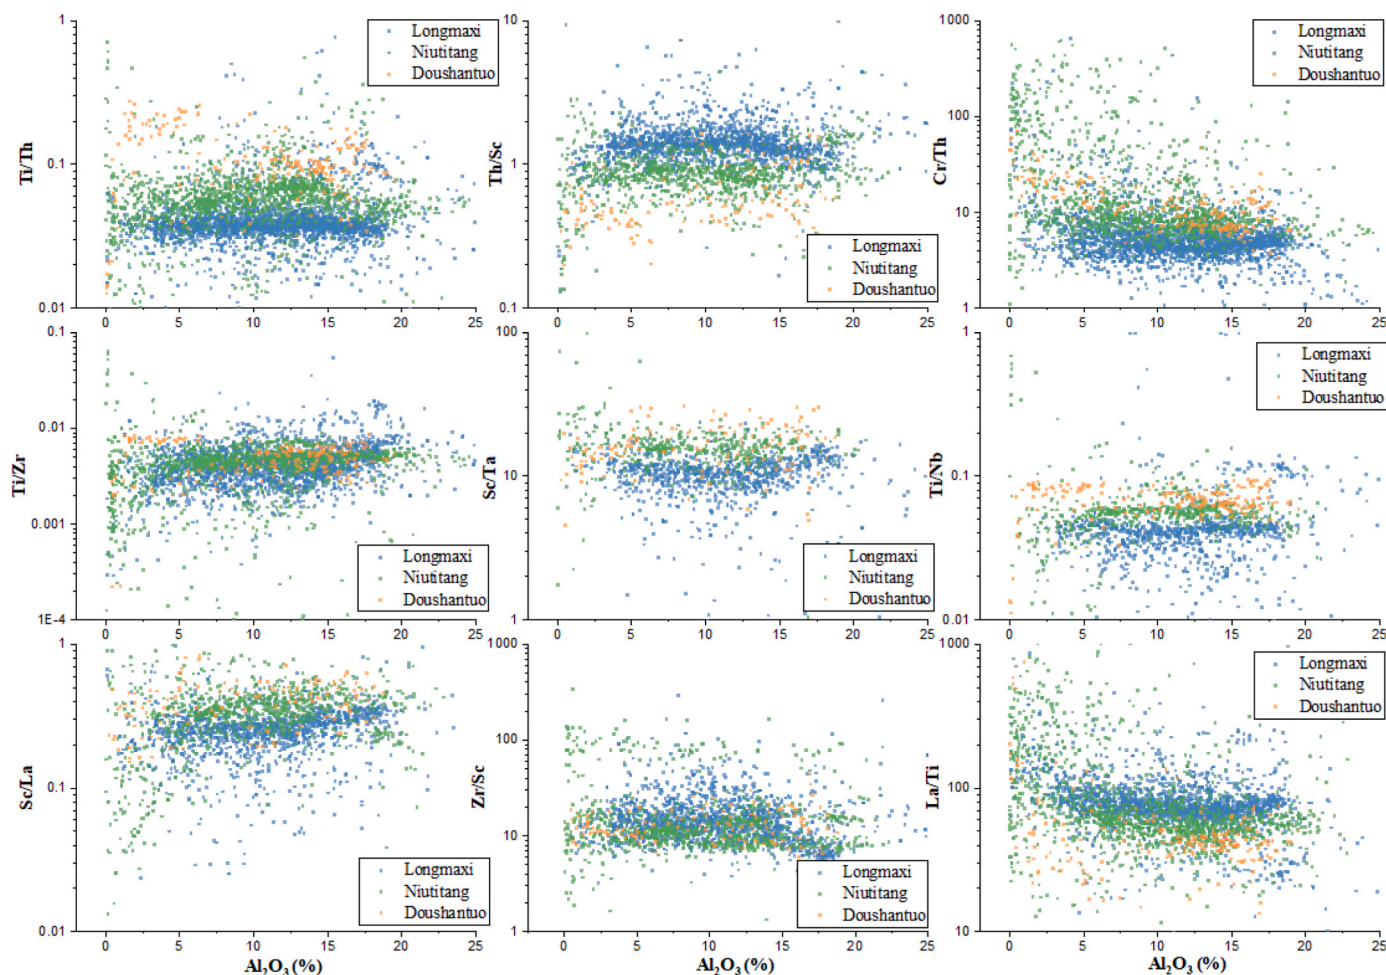 Ti/Th
1
0.1
0.01
0 5 10 15 20 25
Longmaxi
Niutitang
Doushantuo
Th/Sc
10
1
0.1
0 5 10 15 20 25
Longmaxi
Niutitang
Doushantuo
Cr/Th
1000
100
10
1
0 5 10 15 20 25
Longmaxi
Niutitang
Doushantuo
Ti/Zr
0.1
0.01
0.001
1E-4
0 5 10 15 20 25
Longmaxi
Niutitang
Doushantuo
Sc/Ta
100
10
1
0 5 10 15 20 25
Longmaxi
Niutitang
Doushantuo
Ti/Nb
1
0.1
0.01
0 5 10 15 20 25
Longmaxi
Niutitang
Doushantuo
Sc/La
1
0.1
0.01
0 5 10 15 20 25
Al₂O₃ (%)
Longmaxi
Niutitang
Doushantuo
Zr/Sc
1000
100
10
1
0 5 10 15 20 25
Al₂O₃ (%)
Longmaxi
Niutitang
Doushantuo
La/Ti
1000
100
10
0 5 10 15 20 25
Al₂O₃ (%)
Longmaxi
Niutitang
Doushantuo